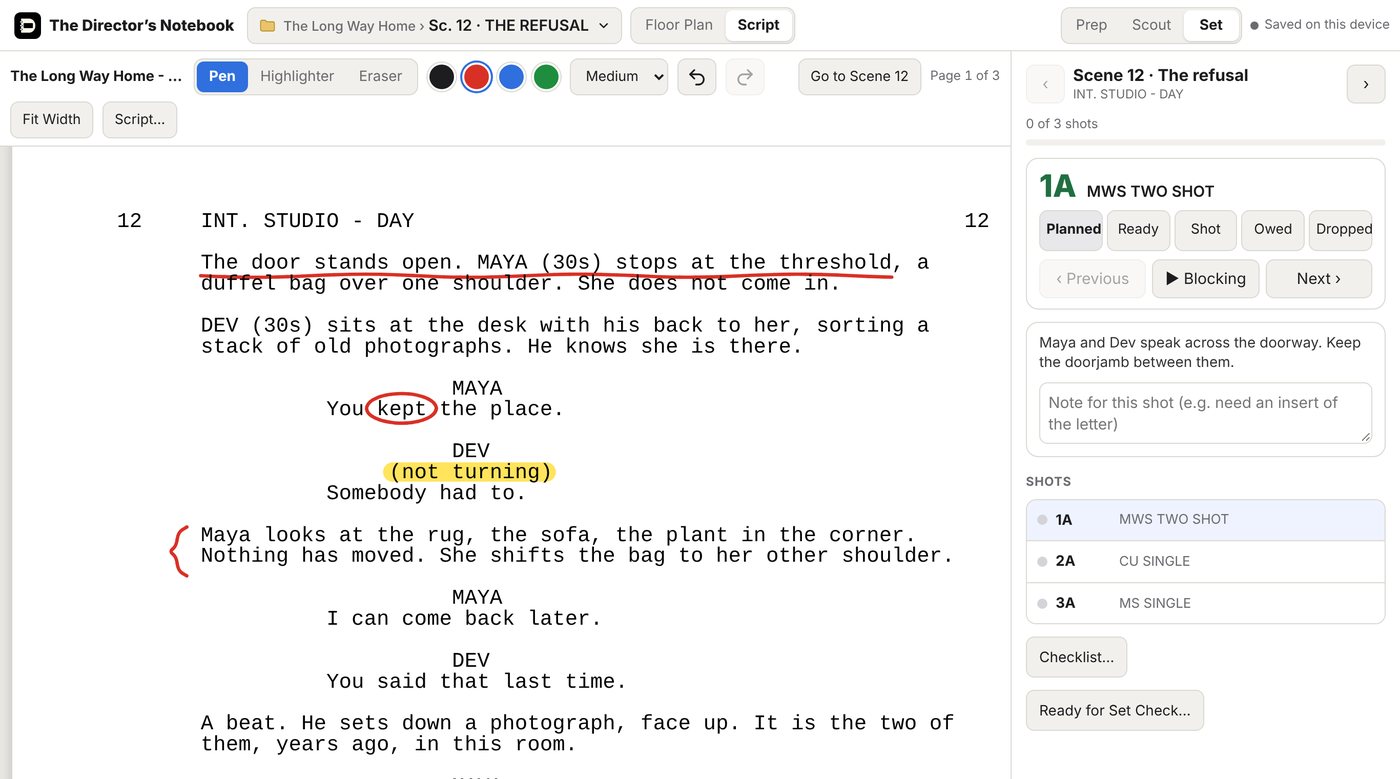 The Director's Notebook
The Long Way Home › Sc. 12 · THE REFUSAL
Floor Plan
Script
Prep
Scout
Set
Saved on this device
The Long Way Home - ...
Pen
Highlighter
Eraser
Medium
Go to Scene 12
Page 1 of 3
Fit Width
Script...
12 INT. STUDIO - DAY 12
The door stands open. MAYA (30s) stops at the threshold, a
duffel bag over one shoulder. She does not come in.
DEV (30s) sits at the desk with his back to her, sorting a
stack of old photographs. He knows she is there.
MAYA
You kept the place.
DEV
(not turning)
Somebody had to.
Maya looks at the rug, the sofa, the plant in the corner.
Nothing has moved. She shifts the bag to her other shoulder.
MAYA
I can come back later.
DEV
You said that last time.
A beat. He sets down a photograph, face up. It is the two of
them, years ago, in this room.
Scene 12 · The refusal
INT. STUDIO - DAY
0 of 3 shots
1A MWS TWO SHOT
Planned
Ready
Shot
Owed
Dropped
‹ Previous
▶ Blocking
Next ›
Maya and Dev speak across the doorway. Keep
the doorjamb between them.
Note for this shot (e.g. need an insert of
the letter)
SHOTS
1A MWS TWO SHOT
2A CU SINGLE
3A MS SINGLE
Checklist...
Ready for Set Check...